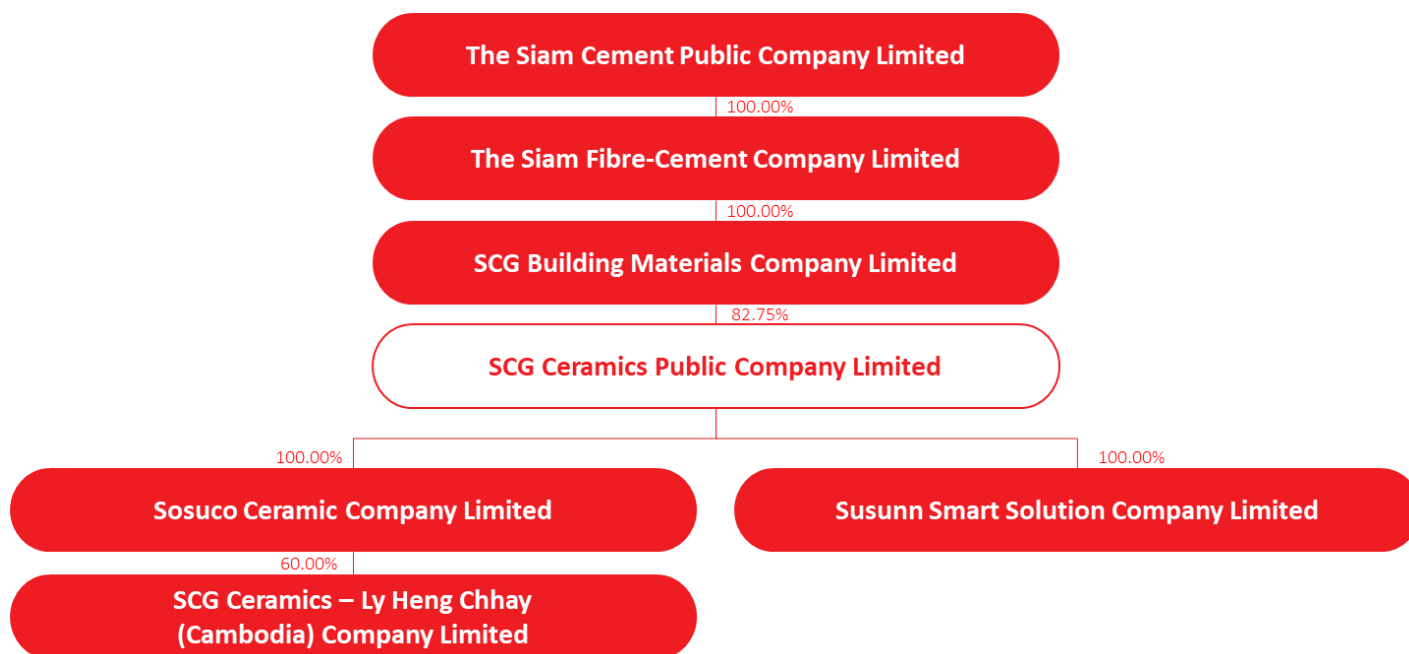 The Siam Cement Public Company Limited
100.00%
The Siam Fibre-Cement Company Limited
100.00%
SCG Building Materials Company Limited
82.75%
SCG Ceramics Public Company Limited
100.00%
100.00%
Sosuco Ceramic Company Limited
Susunn Smart Solution Company Limited
60.00%
SCG Ceramics – Ly Heng Chhay
(Cambodia) Company Limited